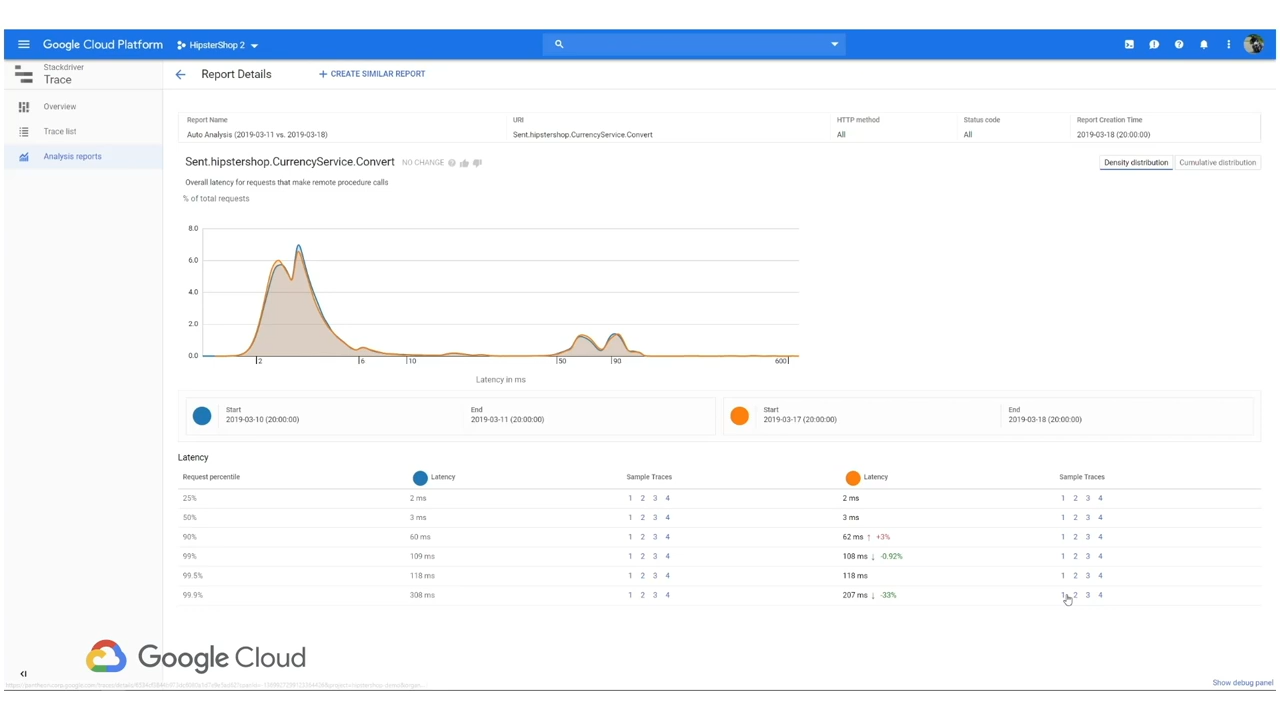 Google Cloud Platform HipsterShop 2
Stackdriver
Trace
Report Details + CREATE SIMILAR REPORT
Overview
Trace list
Analysis reports
Report Name URI HTTP method Status code Report Creation Time
Auto Analysis (2019-03-11 vs. 2019-03-18) Sent.hipstershop.CurrencyService.Convert All All 2019-03-18 (20:00:00)
Sent.hipstershop.CurrencyService.Convert NO CHANGE Density distribution Cumulative distribution
Overall latency for requests that make remote procedure calls
% of total requests
8.0
6.0
4.0
2.0
0.0
2 6 10 50 90 600
Latency in ms
Start End Start End
2019-03-10 (20:00:00) 2019-03-11 (20:00:00) 2019-03-17 (20:00:00) 2019-03-18 (20:00:00)
Latency
Request percentile Latency Sample Traces Latency Sample Traces
25% 2 ms 1 2 3 4 2 ms 1 2 3 4
50% 3 ms 1 2 3 4 3 ms 1 2 3 4
90% 60 ms 1 2 3 4 62 ms ↑ +3% 1 2 3 4
99% 109 ms 1 2 3 4 108 ms ↓ -0.92% 1 2 3 4
99.5% 118 ms 1 2 3 4 118 ms 1 2 3 4
99.9% 308 ms 1 2 3 4 207 ms ↓ -33% 1 2 3 4
Google Cloud
Show debug panel